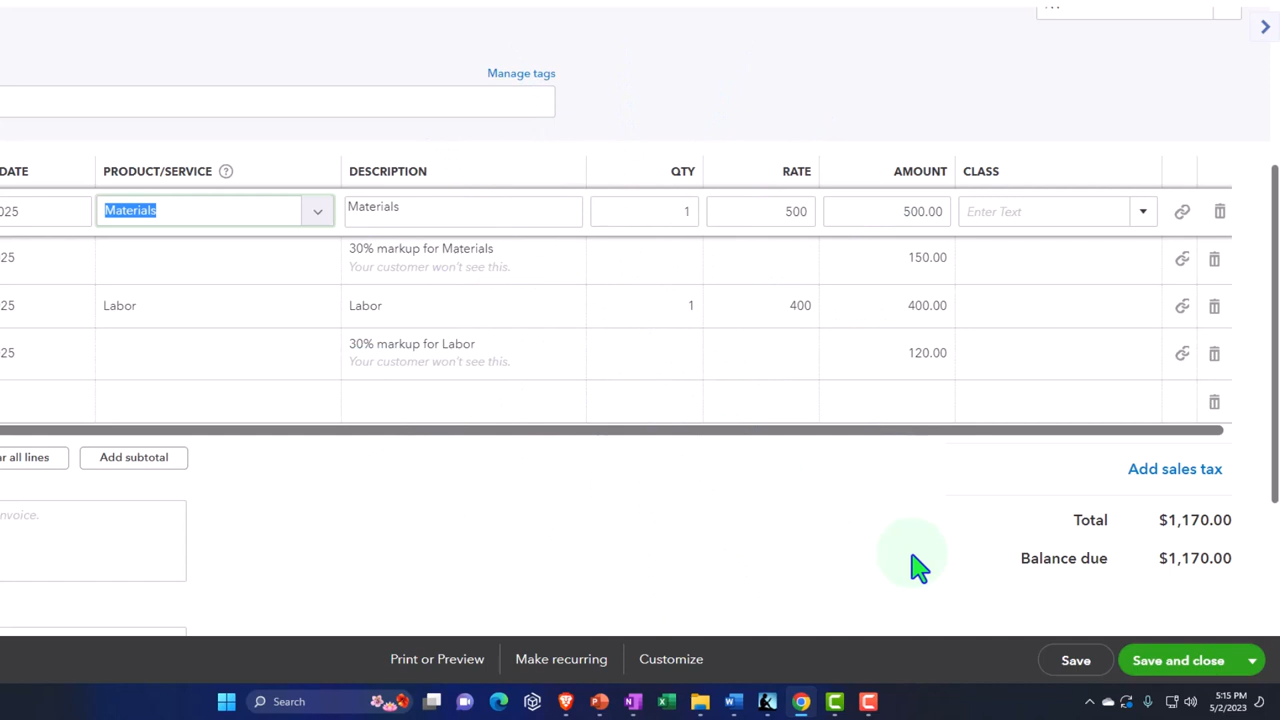 Manage tags
DATE PRODUCT/SERVICE ? DESCRIPTION QTY RATE AMOUNT CLASS
025 Materials Materials 1 500 500.00 Enter Text
25 30% markup for Materials 150.00
Your customer won't see this.
25 Labor Labor 1 400 400.00
25 30% markup for Labor 120.00
Your customer won't see this.
ar all lines Add subtotal
Add sales tax
nvoice.
Total $1,170.00
Balance due $1,170.00
Print or Preview Make recurring Customize Save Save and close
Search
5:15 PM
5/2/2023